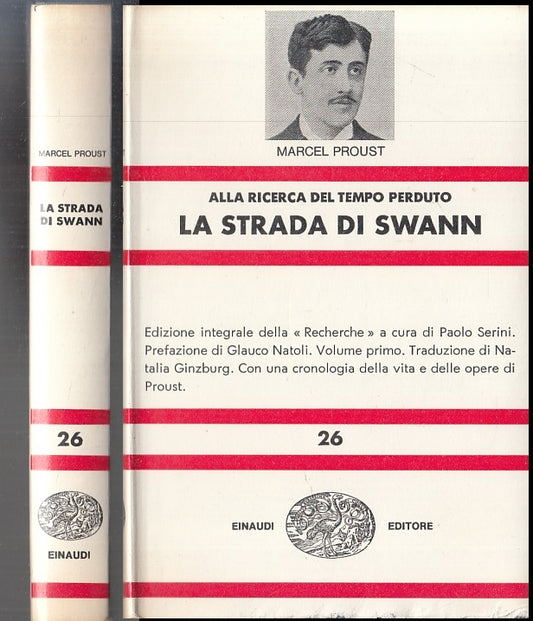 MARCEL PROUST
LA STRADA
DI SWANN
26
EINAUDI
MARCEL PROUST
ALLA RICERCA DEL TEMPO PERDUTO
LA STRADA DI SWANN
Edizione integrale della « Recherche » a cura di Paolo Serini.
Prefazione di Glauco Natoli. Volume primo. Traduzione di Na-
talia Ginzburg. Con una cronologia della vita e delle opere di
Proust.
26
EINAUDI EDITORE